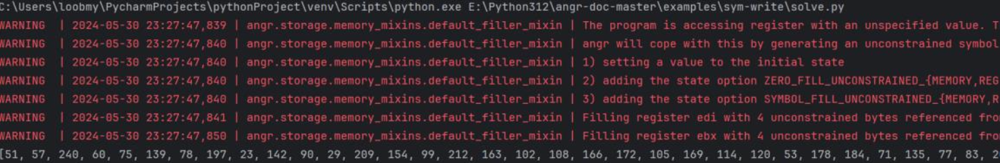 C:\Users\loobmy\PycharmProjects\pythonProject\venv\Scripts\python.exe E:\Python312\angr-doc-master\examples\sym-write\solve.py
WARNING | 2024-05-30 23:27:47,839 | angr.storage.memory_mixins.default_filler_mixin | The program is accessing register with an unspecified value. T
WARNING | 2024-05-30 23:27:47,840 | angr.storage.memory_mixins.default_filler_mixin | angr will cope with this by generating an unconstrained symbol
WARNING | 2024-05-30 23:27:47,840 | angr.storage.memory_mixins.default_filler_mixin | 1) setting a value to the initial state
WARNING | 2024-05-30 23:27:47,840 | angr.storage.memory_mixins.default_filler_mixin | 2) adding the state option ZERO_FILL_UNCONSTRAINED_{MEMORY,REG
WARNING | 2024-05-30 23:27:47,840 | angr.storage.memory_mixins.default_filler_mixin | 3) adding the state option SYMBOL_FILL_UNCONSTRAINED_{MEMORY,R
WARNING | 2024-05-30 23:27:47,841 | angr.storage.memory_mixins.default_filler_mixin | Filling register edi with 4 unconstrained bytes referenced fro
WARNING | 2024-05-30 23:27:47,850 | angr.storage.memory_mixins.default_filler_mixin | Filling register ebx with 4 unconstrained bytes referenced fro
[51, 57, 240, 60, 75, 139, 78, 197, 23, 142, 90, 29, 209, 154, 99, 212, 163, 102, 108, 166, 172, 105, 169, 114, 120, 53, 178, 184, 71, 135, 77, 83, 2